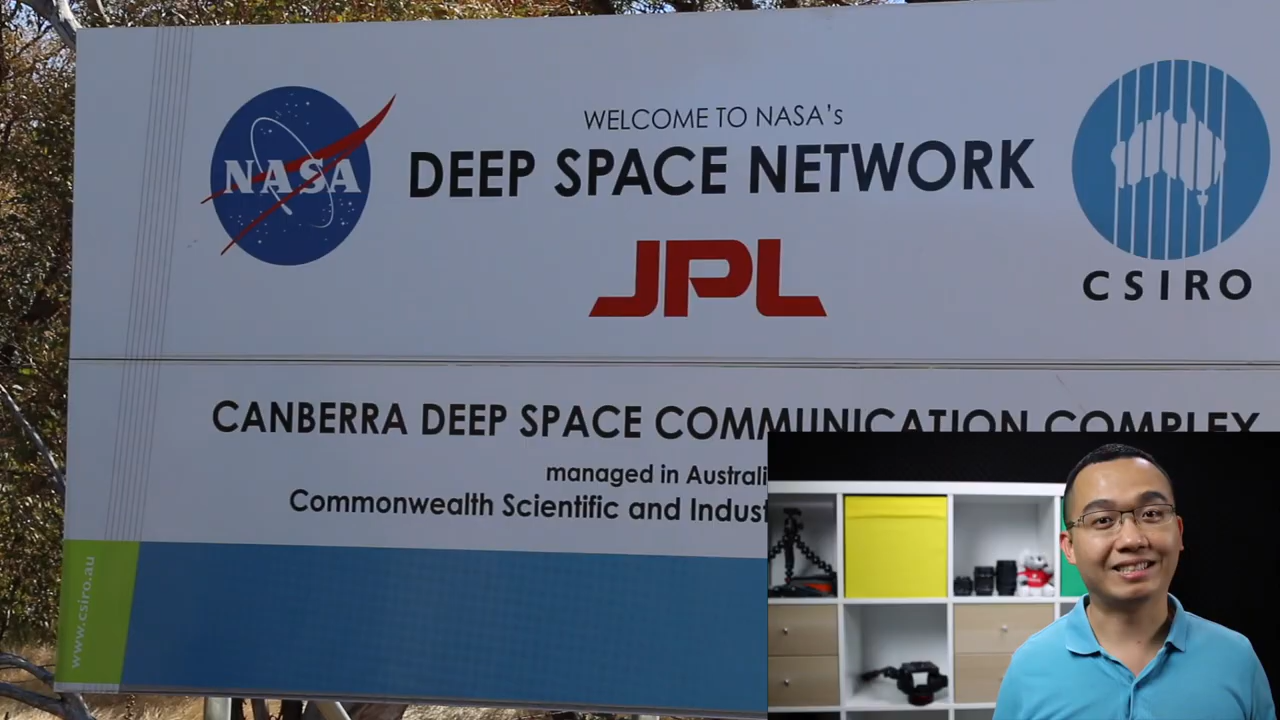 WELCOME TO NASA's
NASA
DEEP SPACE NETWORK
JPL
CSIRO
CANBERRA DEEP SPACE COMMUNICATION COMPLEX
managed in Australi
Commonwealth Scientific and Indust
www.csiro.au